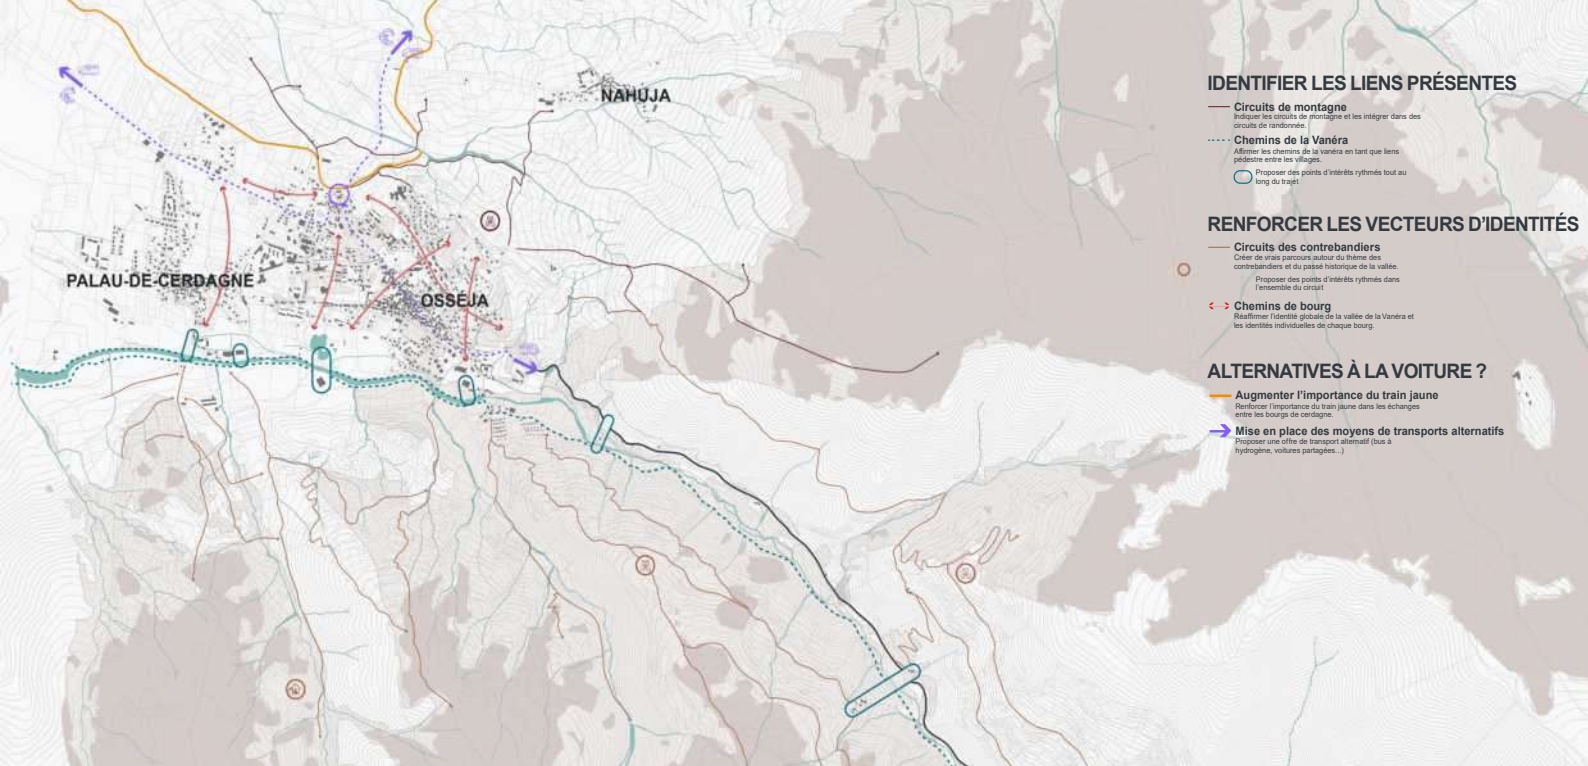 NAHUJA
PALAU-DE-CERDAGNE
OSSÉJA
IDENTIFIER LES LIENS PRÉSENTES
Circuits de montagne
Indiquer les circuits de montagne et les intégrer dans des
circuits de randonnée.
Chemins de la Vanéra
Affirmer les chemins de la vanéra en tant que liens
pédestre entre les villages.
Proposer des points d'intérêts rythmés tout au
long du trajet
RENFORCER LES VECTEURS D'IDENTITÉS
Circuits des contrebandiers
Créer de vrais parcours autour du thème des
contrebandiers et du passé historique de la vallée.
Proposer des points d'intérêts rythmés dans
l'ensemble du circuit
Chemins de bourg
Réaffirmer l'identité globale de la vallée de la Vanéra et
les identités individuelles de chaque bourg.
ALTERNATIVES À LA VOITURE ?
Augmenter l'importance du train jaune
Renforcer l'importance du train jaune dans les échanges
entre les bourgs de cerdagne.
Mise en place des moyens de transports alternatifs
Proposer une offre de transport alternatif (bus à
hydrogène, voitures partagées...)